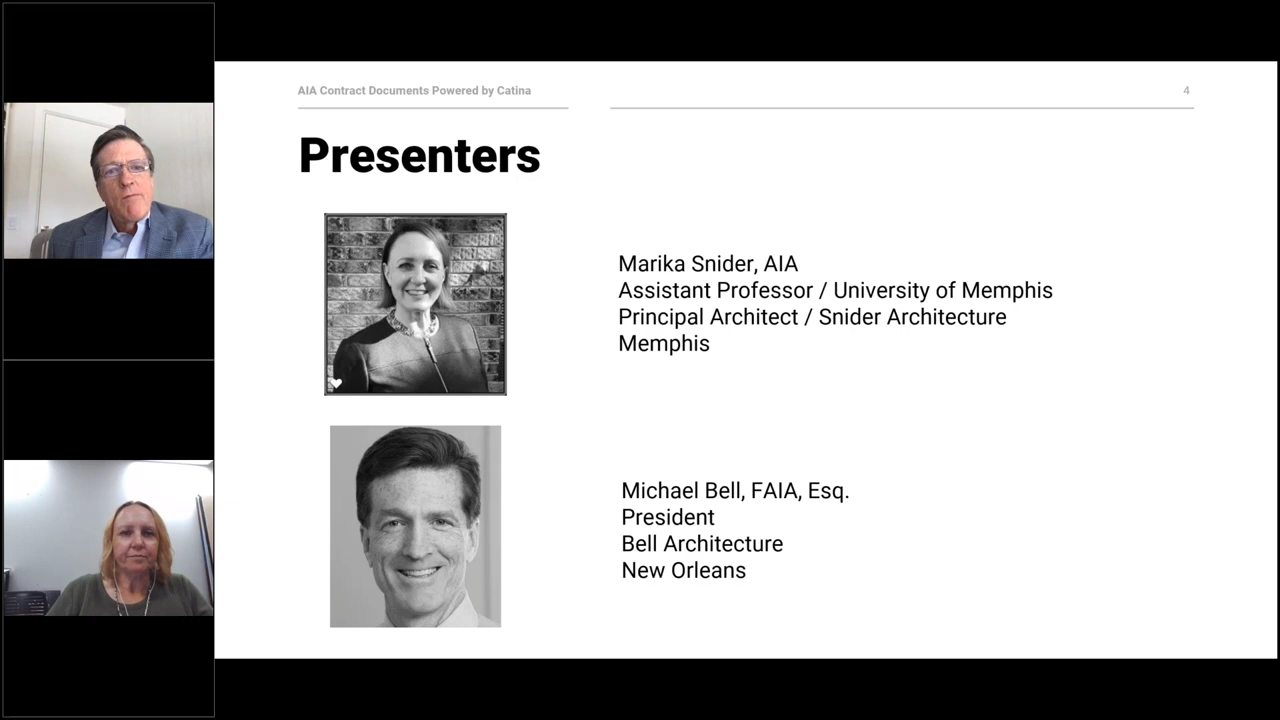 AIA Contract Documents Powered by Catina
4
Presenters
Marika Snider, AIA
Assistant Professor / University of Memphis
Principal Architect / Snider Architecture
Memphis
Michael Bell, FAIA, Esq.
President
Bell Architecture
New Orleans